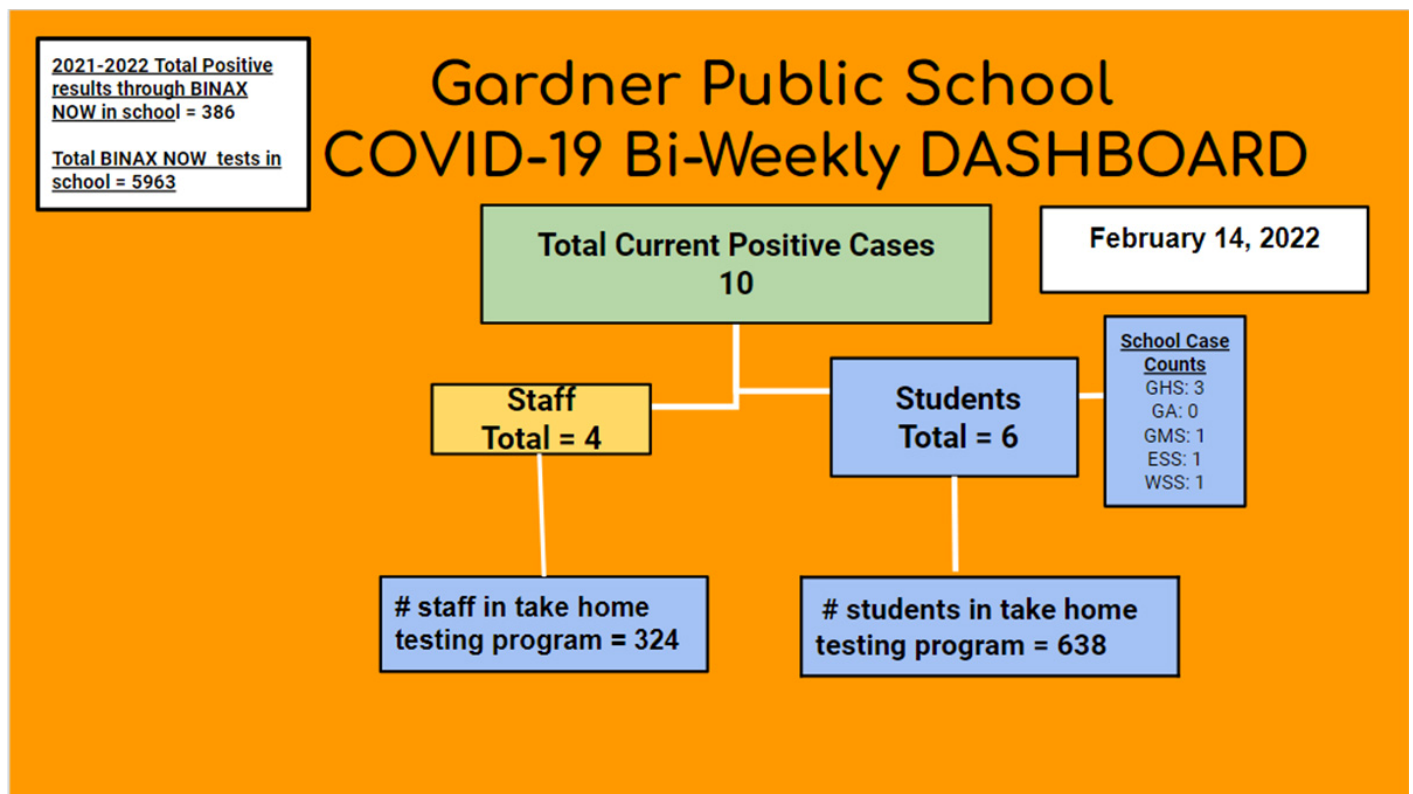 2021-2022 Total Positive
results through BINAX
NOW in school = 386
Total BINAX NOW tests in
school = 5963
Gardner Public School
COVID-19 Bi-Weekly DASHBOARD
Total Current Positive Cases
10
February 14, 2022
Staff
Total = 4
Students
Total = 6
School Case
Counts
GHS: 3
GA: 0
GMS: 1
ESS: 1
WSS: 1
# staff in take home
testing program = 324
# students in take home
testing program = 638